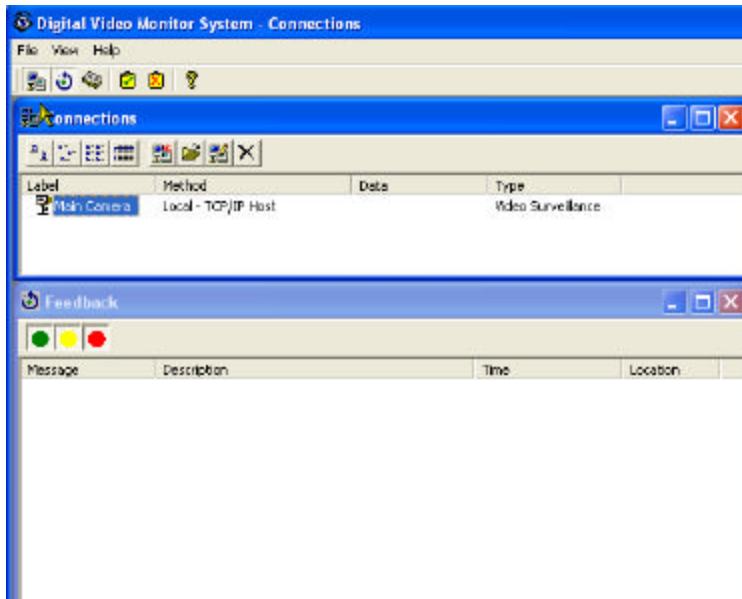 Digital Video Monitor System - Connections
File View Help
Connections
Label Method Data Type
Main Camera Local - TCP/IP Host Video Surveillance
Feedback
Message Description Time Location